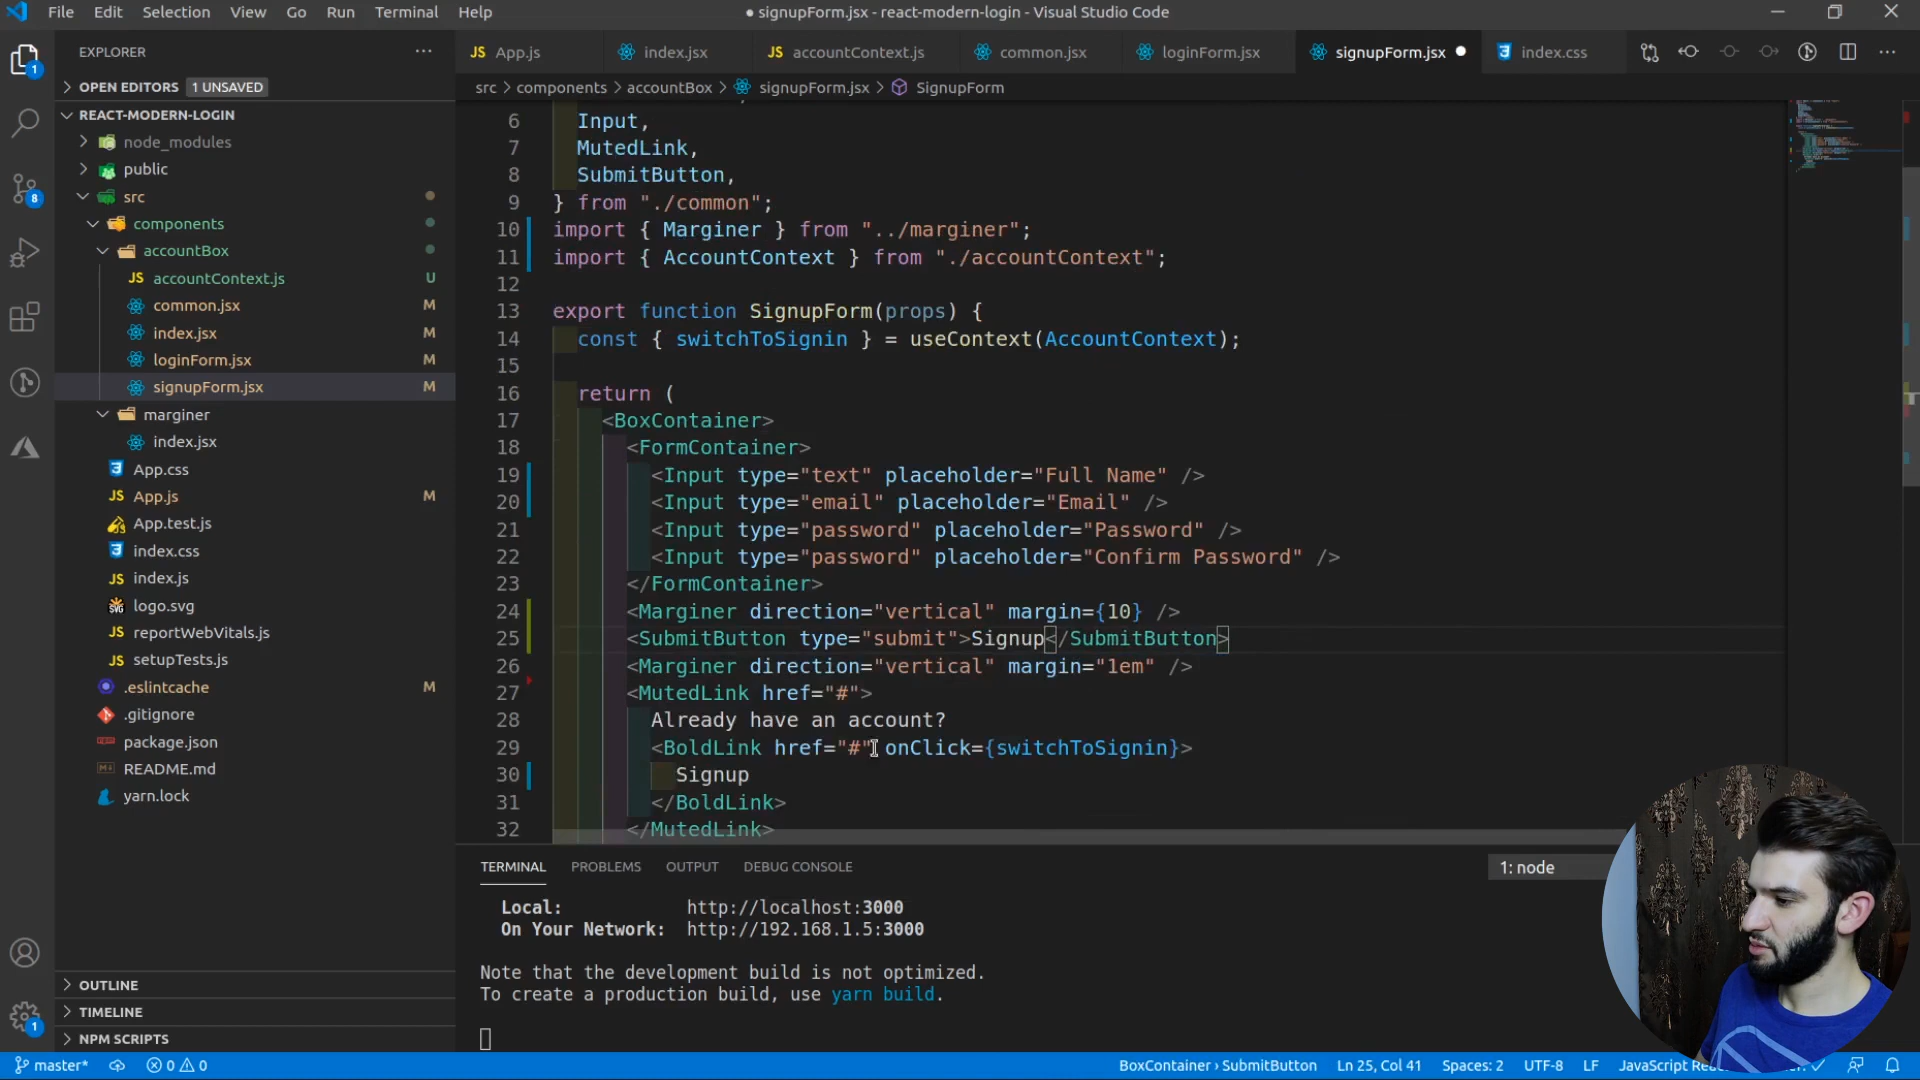 File Edit Selection View Go Run Terminal Help
● signupForm.jsx - react-modern-login - Visual Studio Code
EXPLORER
OPEN EDITORS 1 UNSAVED
REACT-MODERN-LOGIN
node_modules
public
src
components
accountBox
JS accountContext.js U
common.jsx M
index.jsx M
loginForm.jsx M
signupForm.jsx M
marginer
index.jsx
App.css
JS App.js M
App.test.js
index.css
JS index.js
logo.svg
JS reportWebVitals.js
JS setupTests.js
.eslintcache M
.gitignore
package.json
README.md
yarn.lock
OUTLINE
TIMELINE
NPM SCRIPTS
1
8
1
JS App.js index.jsx JS accountContext.js common.jsx loginForm.jsx signupForm.jsx ● index.css
src > components > accountBox > signupForm.jsx > SignupForm
6 Input,
7 MutedLink,
8 SubmitButton,
9 } from "./common";
10 import { Marginer } from "../marginer";
11 import { AccountContext } from "./accountContext";
12
13 export function SignupForm(props) {
14 const { switchToSignin } = useContext(AccountContext);
15
16 return (
17 <BoxContainer>
18 <FormContainer>
19 <Input type="text" placeholder="Full Name" />
20 <Input type="email" placeholder="Email" />
21 <Input type="password" placeholder="Password" />
22 <Input type="password" placeholder="Confirm Password" />
23 </FormContainer>
24 <Marginer direction="vertical" margin={10} />
25 <SubmitButton type="submit">Signup</SubmitButton>
26 <Marginer direction="vertical" margin="1em" />
27 <MutedLink href="#">
28 Already have an account?
29 <BoldLink href="#" onClick={switchToSignin}>
30 Signup
31 </BoldLink>
32 </MutedLink>
TERMINAL PROBLEMS OUTPUT DEBUG CONSOLE
1: node
Local: http://localhost:3000
On Your Network: http://192.168.1.5:3000
Note that the development build is not optimized.
To create a production build, use yarn build.
master* 0 0 BoxContainer › SubmitButton Ln 25, Col 41 Spaces: 2 UTF-8 LF JavaScript